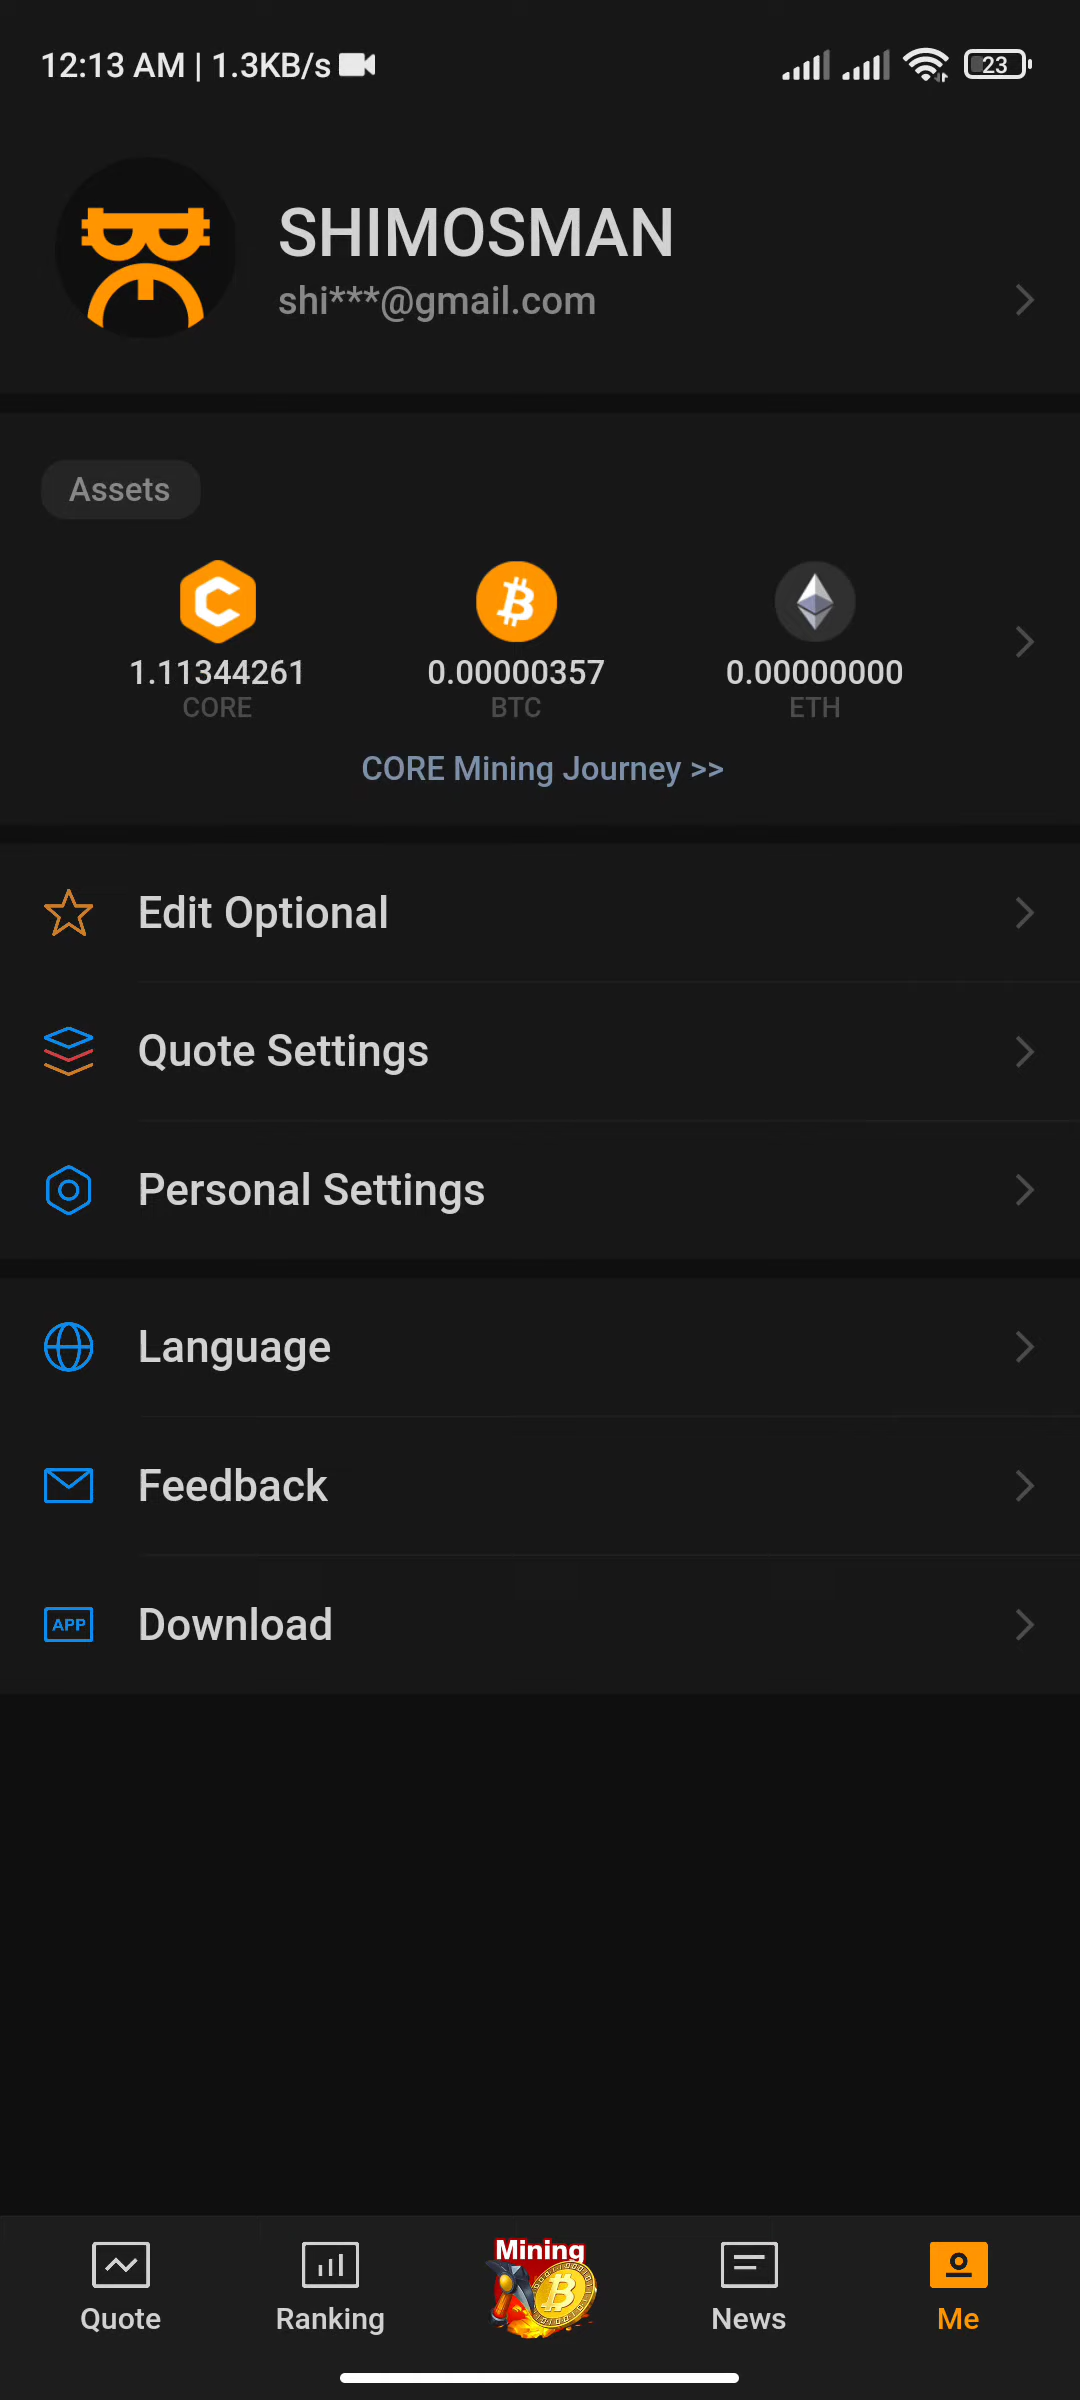 12:13 AM | 1.3KB/s
23
SHIMOSMAN
shi***@gmail.com
Assets
1.11344261 0.00000357 0.00000000
CORE BTC ETH
CORE Mining Journey >>
Edit Optional
Quote Settings
Personal Settings
Language
Feedback
APP Download
Mining
Quote Ranking News Me